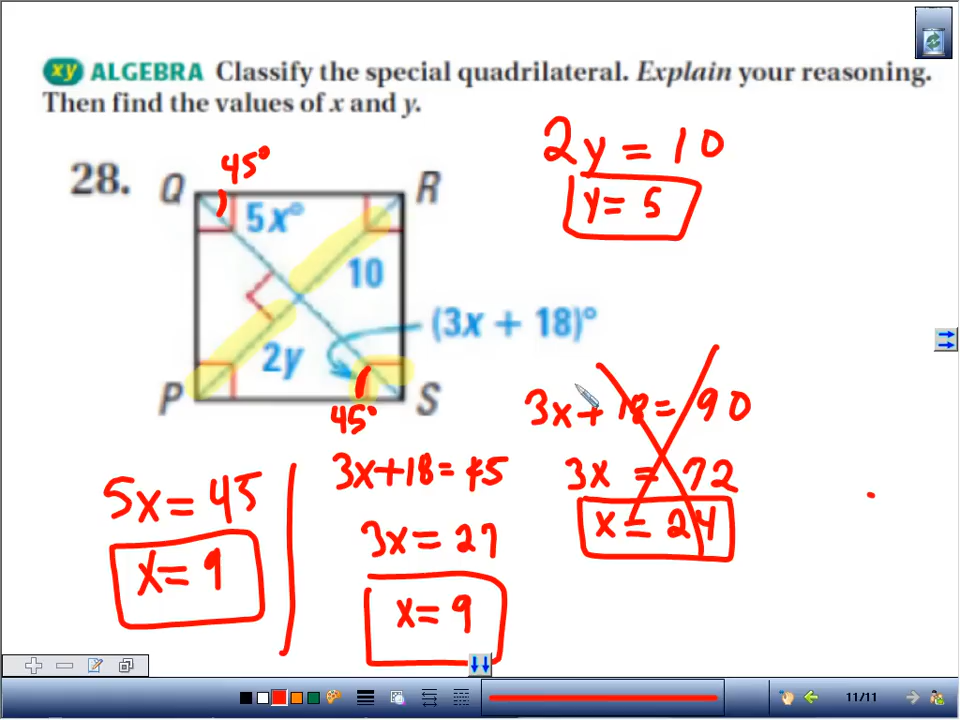 xy ALGEBRA Classify the special quadrilateral. Explain your reasoning.
Then find the values of x and y.
28.
45°
Q
R
5x°
10
(3x + 18)°
2y
P
S
45°
2y = 10
y = 5
3x+18 = 90
3x = 72
x = 24
5x = 45
x = 9
3x+18 = 45
3x = 27
x = 9
11/11